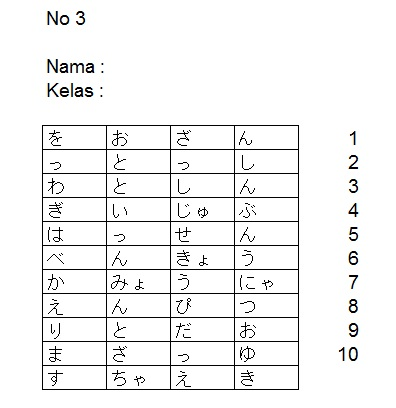 No 3
Nama :
Kelas :
を お ざ ん 1
っ と っ し 2
わ と し ん 3
ぎ い じゅ ぶ 4
は っ せ ん 5
べ ん きょ う 6
か みょ う にゃ 7
え ん ぴ つ 8
り と だ お 9
ま ざ っ ゆ 10
す ちゃ え き